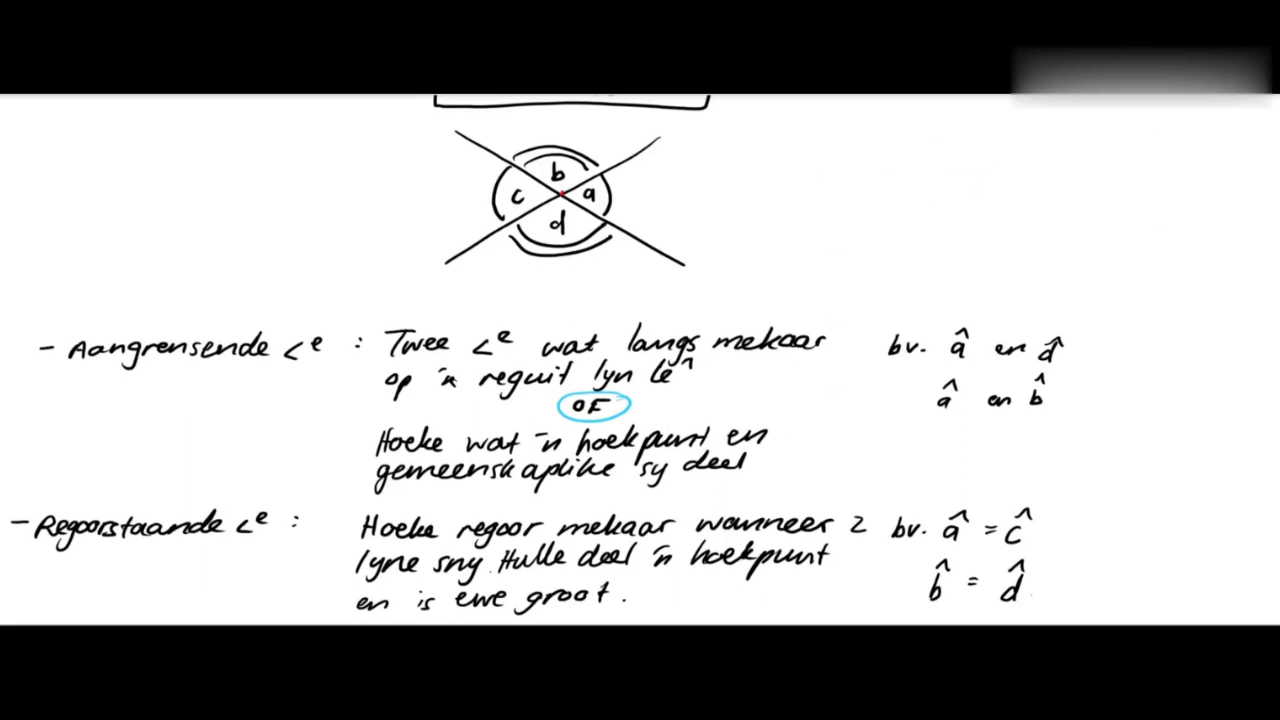 b
c a
d
- Aangrensende <e : Twee <e wat langs mekaar bv. â en d̂
op 'n reguit lyn lê â en b̂
OF
Hoeke wat 'n hoekpunt en
gemeenskaplike sy deel
- Regoorstaande <e : Hoeke regoor mekaar wanneer 2 bv. â = ĉ
lyne sny. Hulle deel 'n hoekpunt b̂ = d̂
en is ewe groot.